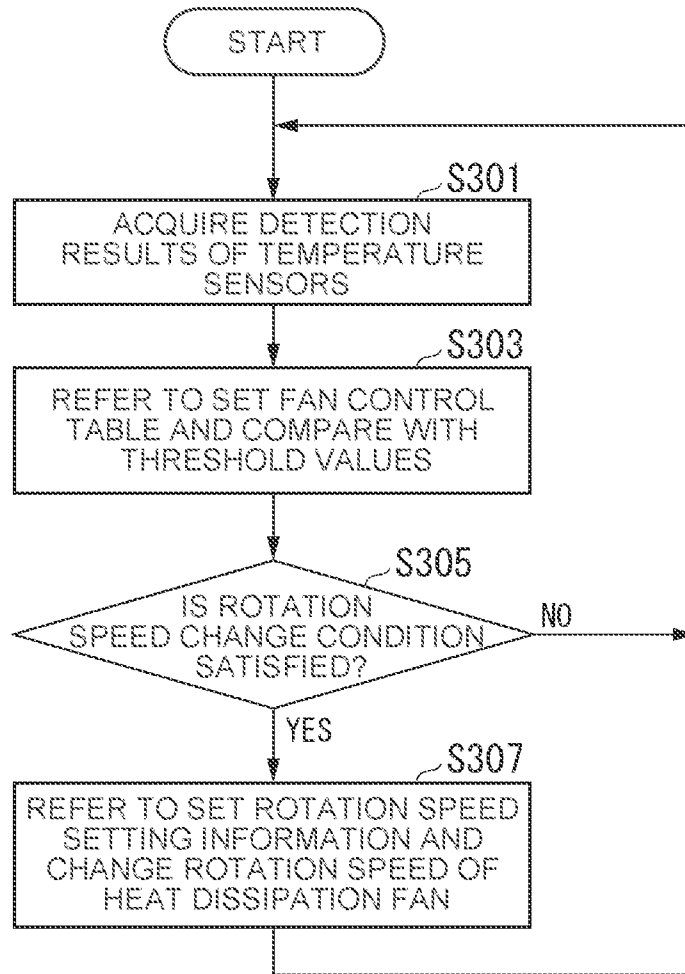 START
S301
ACQUIRE DETECTION
RESULTS OF TEMPERATURE
SENSORS
S303
REFER TO SET FAN CONTROL
TABLE AND COMPARE WITH
THRESHOLD VALUES
S305
IS ROTATION
SPEED CHANGE CONDITION
SATISFIED?
NO
YES
S307
REFER TO SET ROTATION SPEED
SETTING INFORMATION AND
CHANGE ROTATION SPEED OF
HEAT DISSIPATION FAN